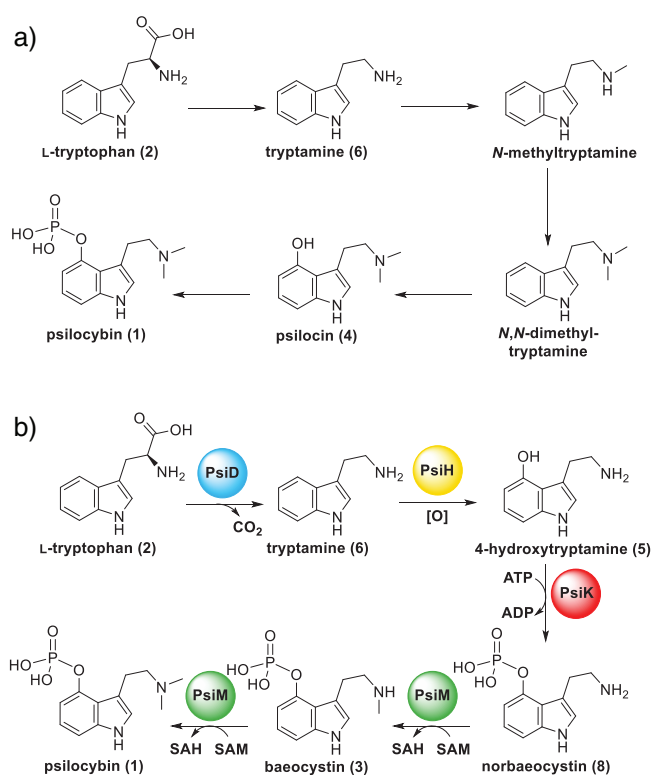 a)
O
OH
NH2
N
H
L-tryptophan (2)
NH2
N
H
tryptamine (6)
N
H
N
H
N-methyltryptamine
O
HO
P
HO
O
N
N
H
psilocybin (1)
OH
N
N
H
psilocin (4)
N
N
H
N,N-dimethyl-
tryptamine
b)
O
OH
NH2
N
H
L-tryptophan (2)
PsiD
CO2
NH2
N
H
tryptamine (6)
PsiH
[O]
OH
NH2
N
H
4-hydroxytryptamine (5)
ATP
ADP
PsiK
O
HO
P
HO
O
N
N
H
psilocybin (1)
PsiM
SAH SAM
O
HO
P
HO
O
NH
N
H
baeocystin (3)
PsiM
SAH SAM
O
HO
P
HO
O
NH2
N
H
norbaeocystin (8)